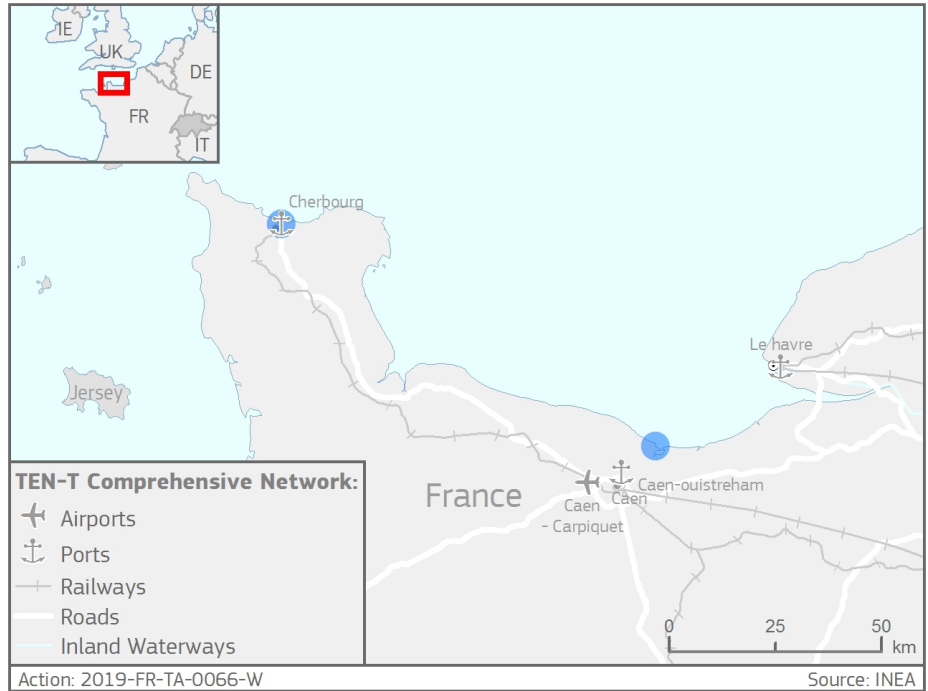 IE
UK
DE
FR
IT
Cherbourg
Le havre
Jersey
France
Caen-ouistreham
Caen
Caen
- Carpiquet
TEN-T Comprehensive Network:
Airports
Ports
Railways
Roads
Inland Waterways
0 25 50
km
Action: 2019-FR-TA-0066-W
Source: INEA